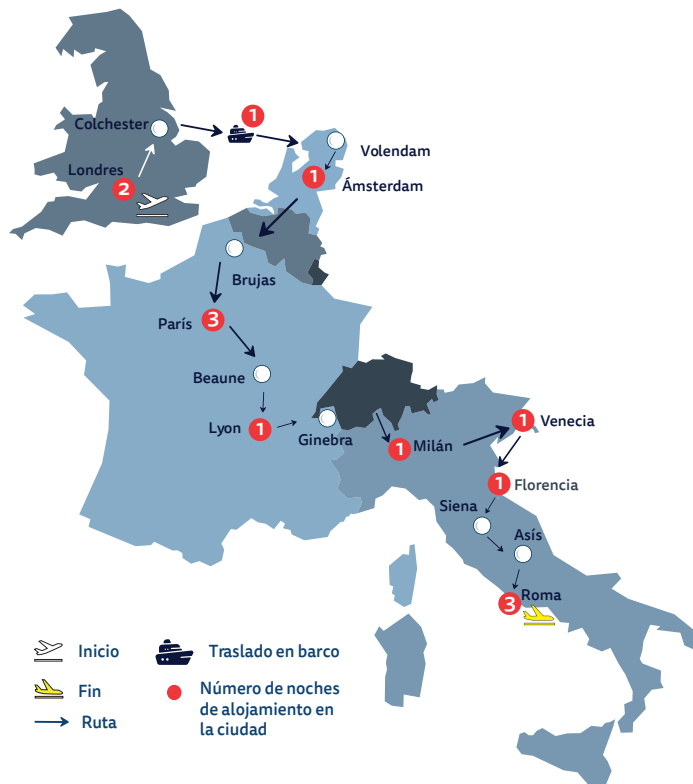 1
Colchester
Volendam
Londres
2
1
Ámsterdam
Brujas
París
3
Beaune
Lyon
1
Ginebra
1
Milán
1
Venecia
1
Florencia
Siena
Asís
3
Roma
Inicio
Traslado en barco
Fin
Número de noches
de alojamiento en
la ciudad
Ruta